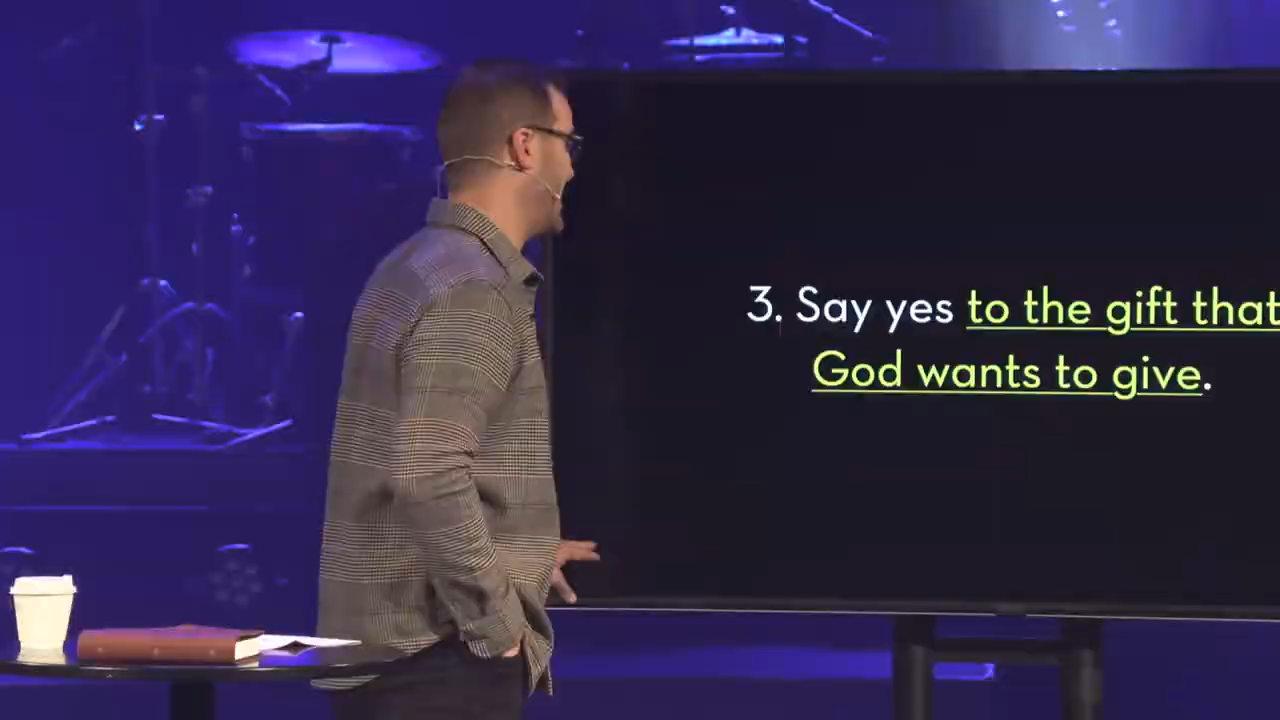 3. Say yes to the gift that
God wants to give.